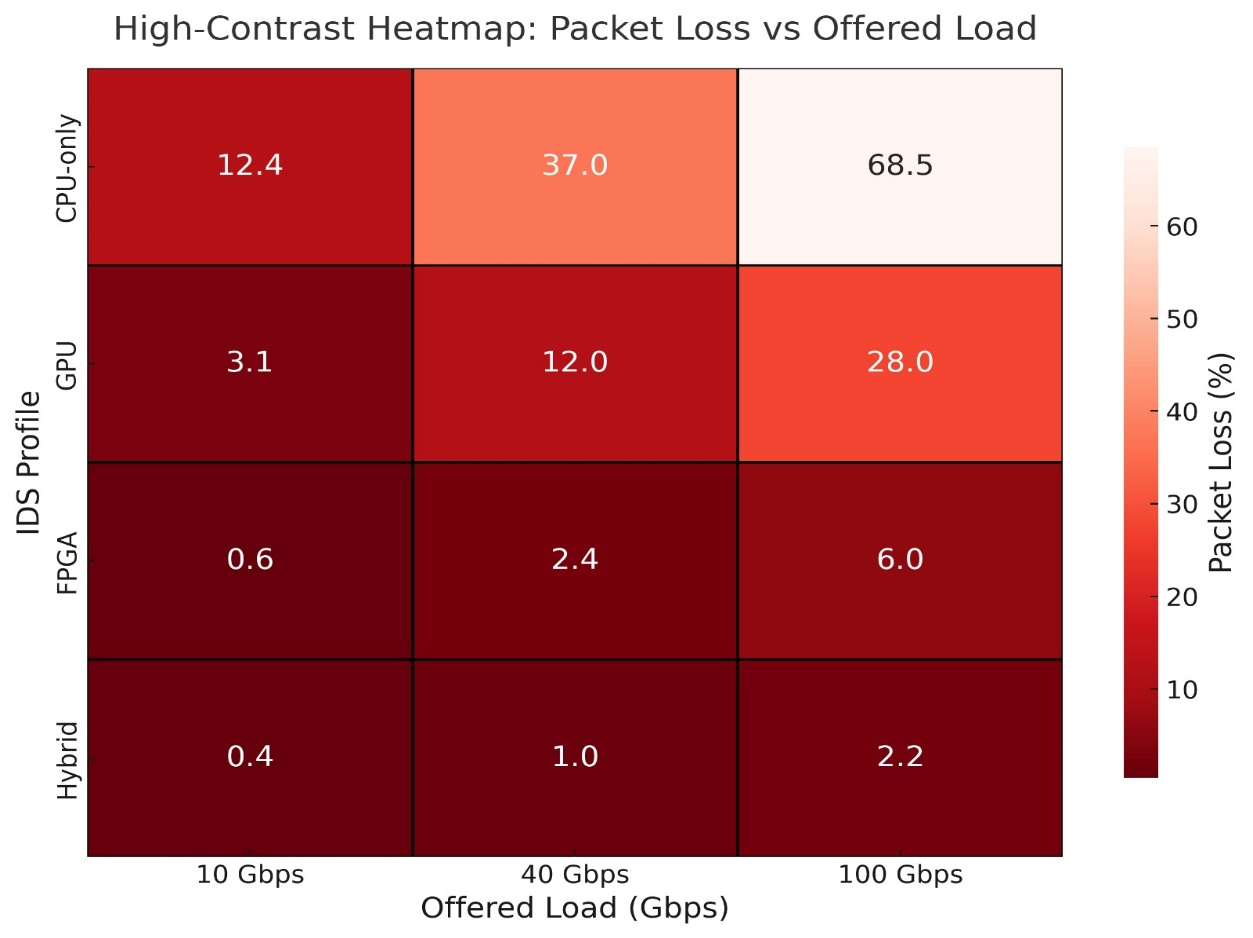 High-Contrast Heatmap: Packet Loss vs Offered Load
IDS Profile
CPU-only
12.4 37.0 68.5
GPU
3.1 12.0 28.0
FPGA
0.6 2.4 6.0
Hybrid
0.4 1.0 2.2
10 Gbps 40 Gbps 100 Gbps
Offered Load (Gbps)
60
50
40
30
20
10
Packet Loss (%)